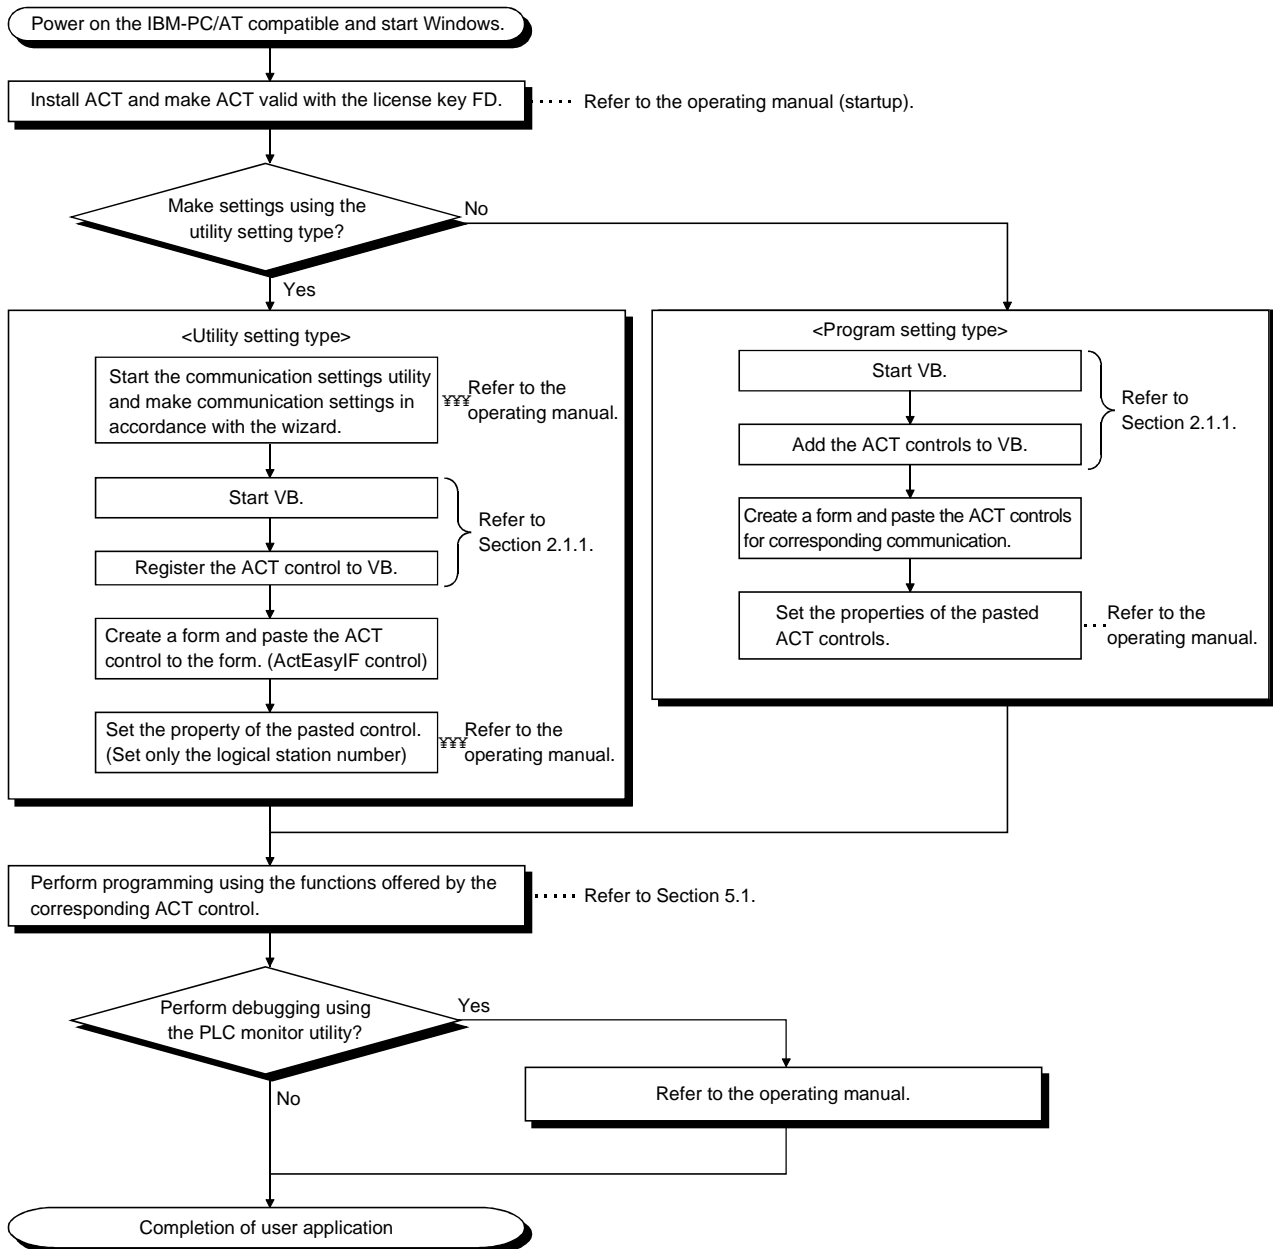 Power on the IBM-PC/AT compatible and start Windows.
Install ACT and make ACT valid with the license key FD.
Refer to the operating manual (startup).
Make settings using the
utility setting type?
No
Yes
<Utility setting type>
Start the communication settings utility
and make communication settings in
accordance with the wizard.
¥¥¥Refer to the
operating manual.
Start VB.
Register the ACT control to VB.
Refer to
Section 2.1.1.
Create a form and paste the ACT
control to the form. (ActEasyIF control)
Set the property of the pasted control.
(Set only the logical station number)
¥¥¥Refer to the
operating manual.
<Program setting type>
Start VB.
Add the ACT controls to VB.
Refer to
Section 2.1.1.
Create a form and paste the ACT controls
for corresponding communication.
Set the properties of the pasted
ACT controls.
Refer to the
operating manual.
Perform programming using the functions offered by the
corresponding ACT control.
Refer to Section 5.1.
Perform debugging using
the PLC monitor utility?
Yes
No
Refer to the operating manual.
Completion of user application